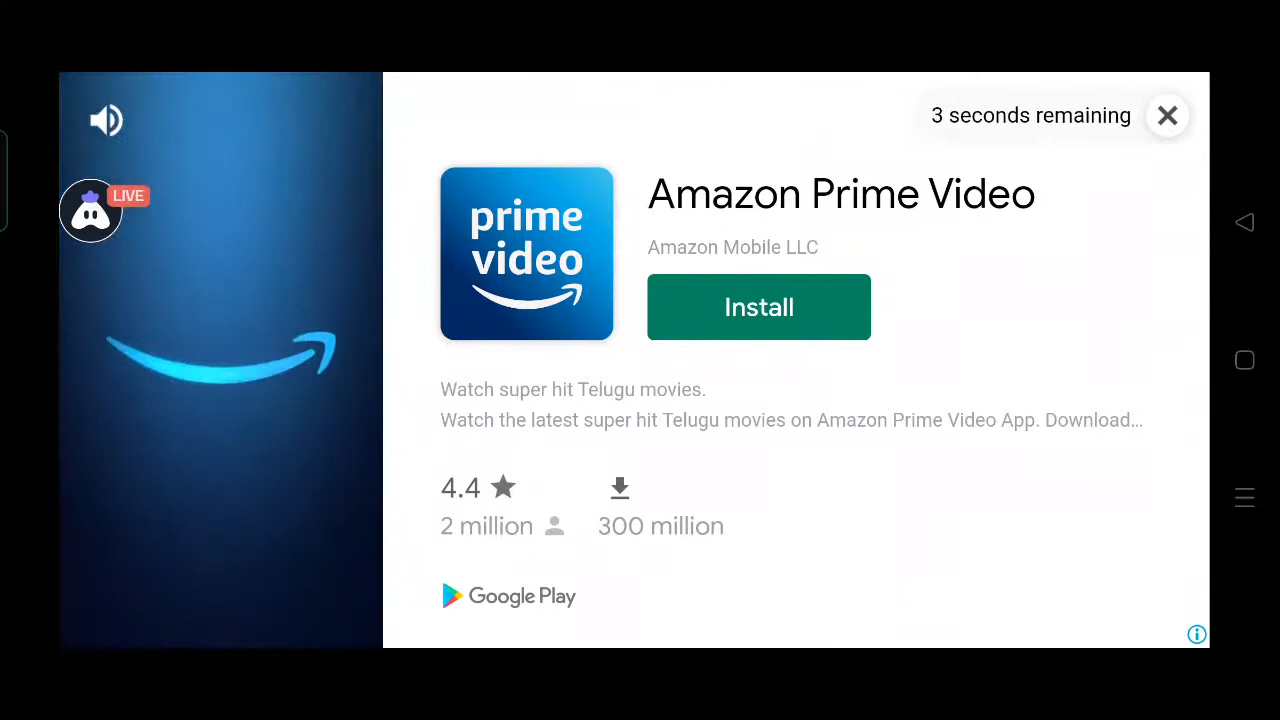 3 seconds remaining
LIVE
prime
video
Amazon Prime Video
Amazon Mobile LLC
Install
Watch super hit Telugu movies.
Watch the latest super hit Telugu movies on Amazon Prime Video App. Download...
4.4
2 million
300 million
Google Play